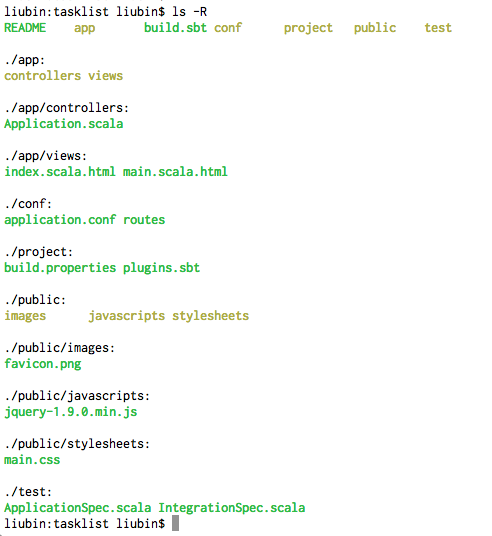 liubin:tasklist liubin$ ls -R
README app build.sbt conf project public test
./app:
controllers views
./app/controllers:
Application.scala
./app/views:
index.scala.html main.scala.html
./conf:
application.conf routes
./project:
build.properties plugins.sbt
./public:
images javascripts stylesheets
./public/images:
favicon.png
./public/javascripts:
jquery-1.9.0.min.js
./public/stylesheets:
main.css
./test:
ApplicationSpec.scala IntegrationSpec.scala
liubin:tasklist liubin$